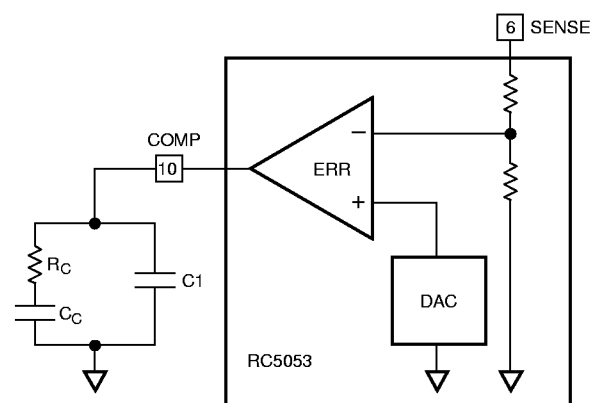 6 SENSE
COMP
10
ERR
−
+
RC
CC
C1
DAC
RC5053